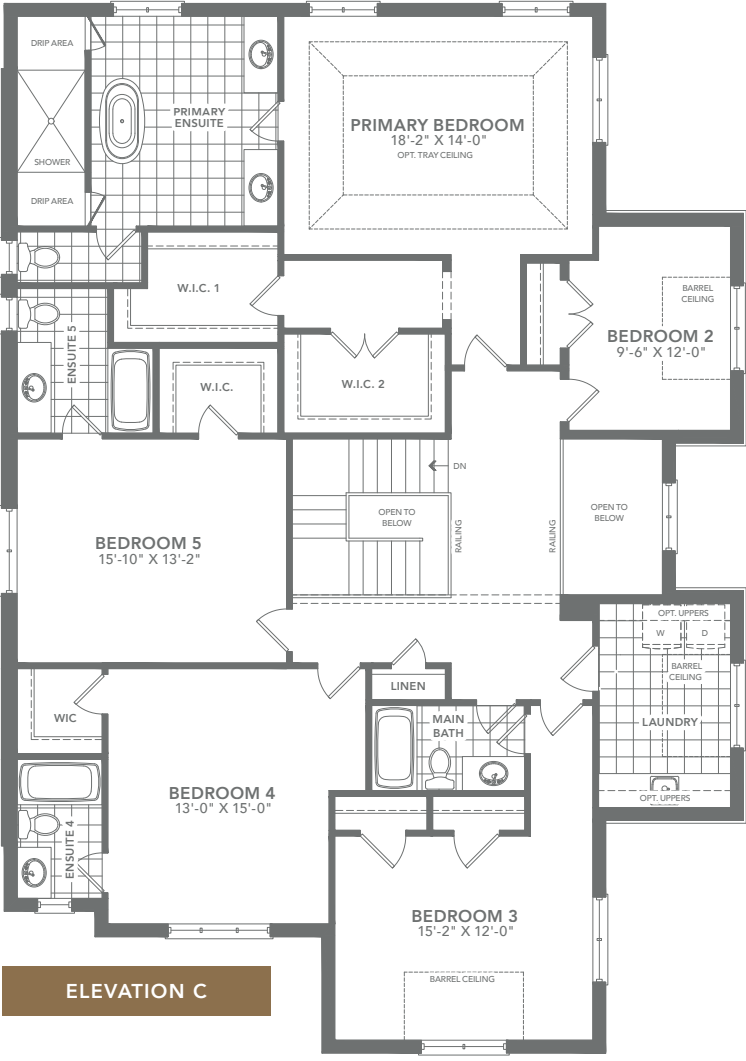 DRIP AREA
PRIMARY
ENSUITE
PRIMARY BEDROOM
18'-2" X 14'-0"
OPT. TRAY CEILING
SHOWER
DRIP AREA
W.I.C. 1
BARREL
CEILING
BEDROOM 2
9'-6" X 12'-0"
ENSUITE 5
W.I.C.
W.I.C. 2
DN
OPEN TO
BELOW
RAILING
RAILING
OPEN TO
BELOW
BEDROOM 5
15'-10" X 13'-2"
OPT. UPPERS
W
D
BARREL
CEILING
LAUNDRY
OPT. UPPERS
LINEN
WIC
MAIN
BATH
BEDROOM 4
13'-0" X 15'-0"
ENSUITE 4
BEDROOM 3
15'-2" X 12'-0"
BARREL CEILING
ELEVATION C